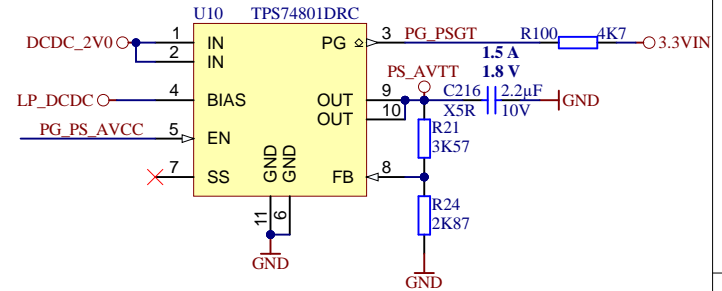 U10 TPS74801DRC
DCDC_2V0 1 IN PG 3 PG_PSGT R100 4K7 3.3VIN
2 IN
1.5 A
1.8 V
PS_AVTT
LP_DCDC 4 BIAS OUT 9 C216 2.2µF GND
OUT 10 X5R 10V
PG_PS_AVCC 5 EN
R21
3K57
7 SS GND GND FB 8
R24
2K87
11 6
GND
GND